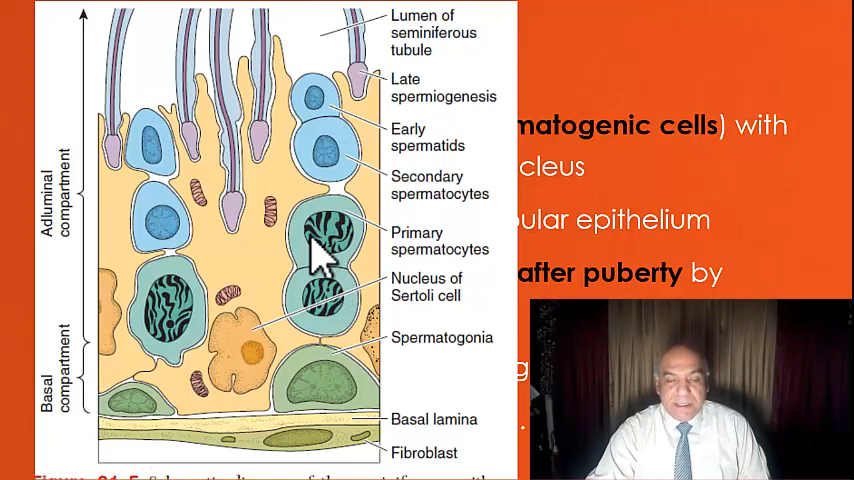 Lumen of
seminiferous
tubule
Late
spermiogenesis
Early
spermatids
Secondary
spermatocytes
Primary
spermatocytes
Nucleus of
Sertoli cell
Spermatogonia
Basal lamina
Fibroblast
Adluminal
compartment
Basal
compartment
matogenic cells) with
cleus
ular epithelium
after puberty by
g
.